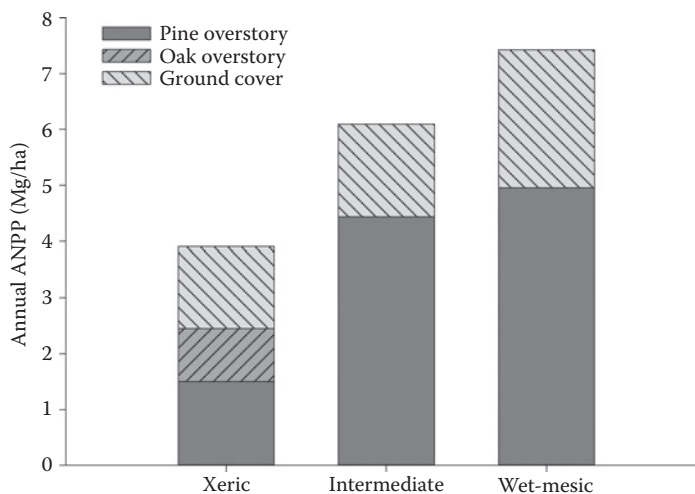 8
7
6
5
4
3
2
1
0
Annual ANPP (Mg/ha)
Pine overstory
Oak overstory
Ground cover
Xeric
Intermediate
Wet-mesic